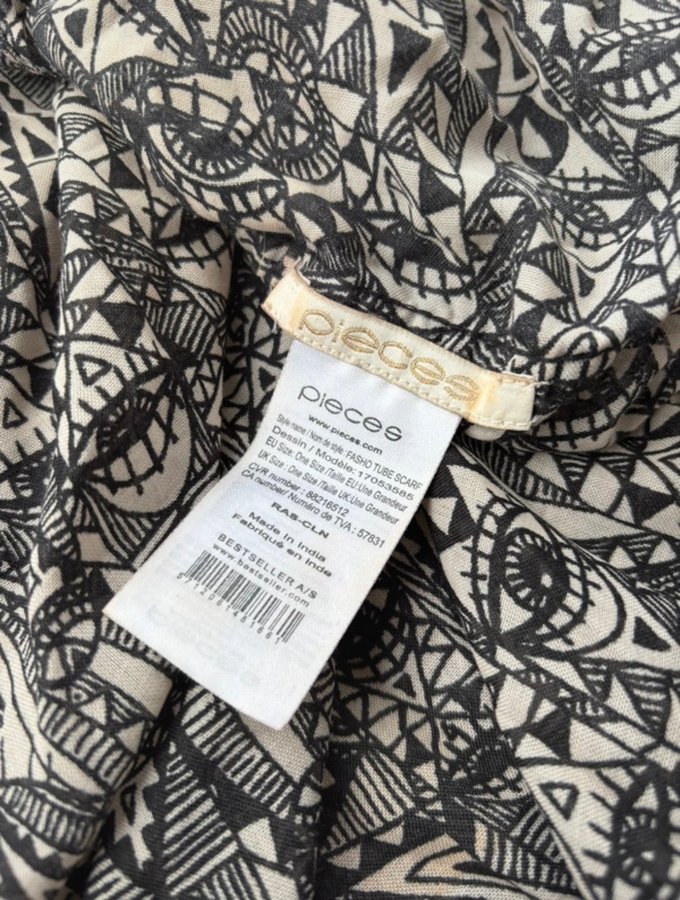 pieces
pieces
www.pieces.com
Style name / Nom de style : FASHO TUBE SCARF
Dessin / Modèle: 17053585
EU Size: One Size /Taille EU:Une Grandeur
UK Size: One Size/Taille UK:Une Grandeur
CVR number : 88216512
CA number/ Numéro de TVA : 57831
RAS-CLN
Made in India
Fabriqué en Inde
BESTSELLER A/S
www.bestseller.com